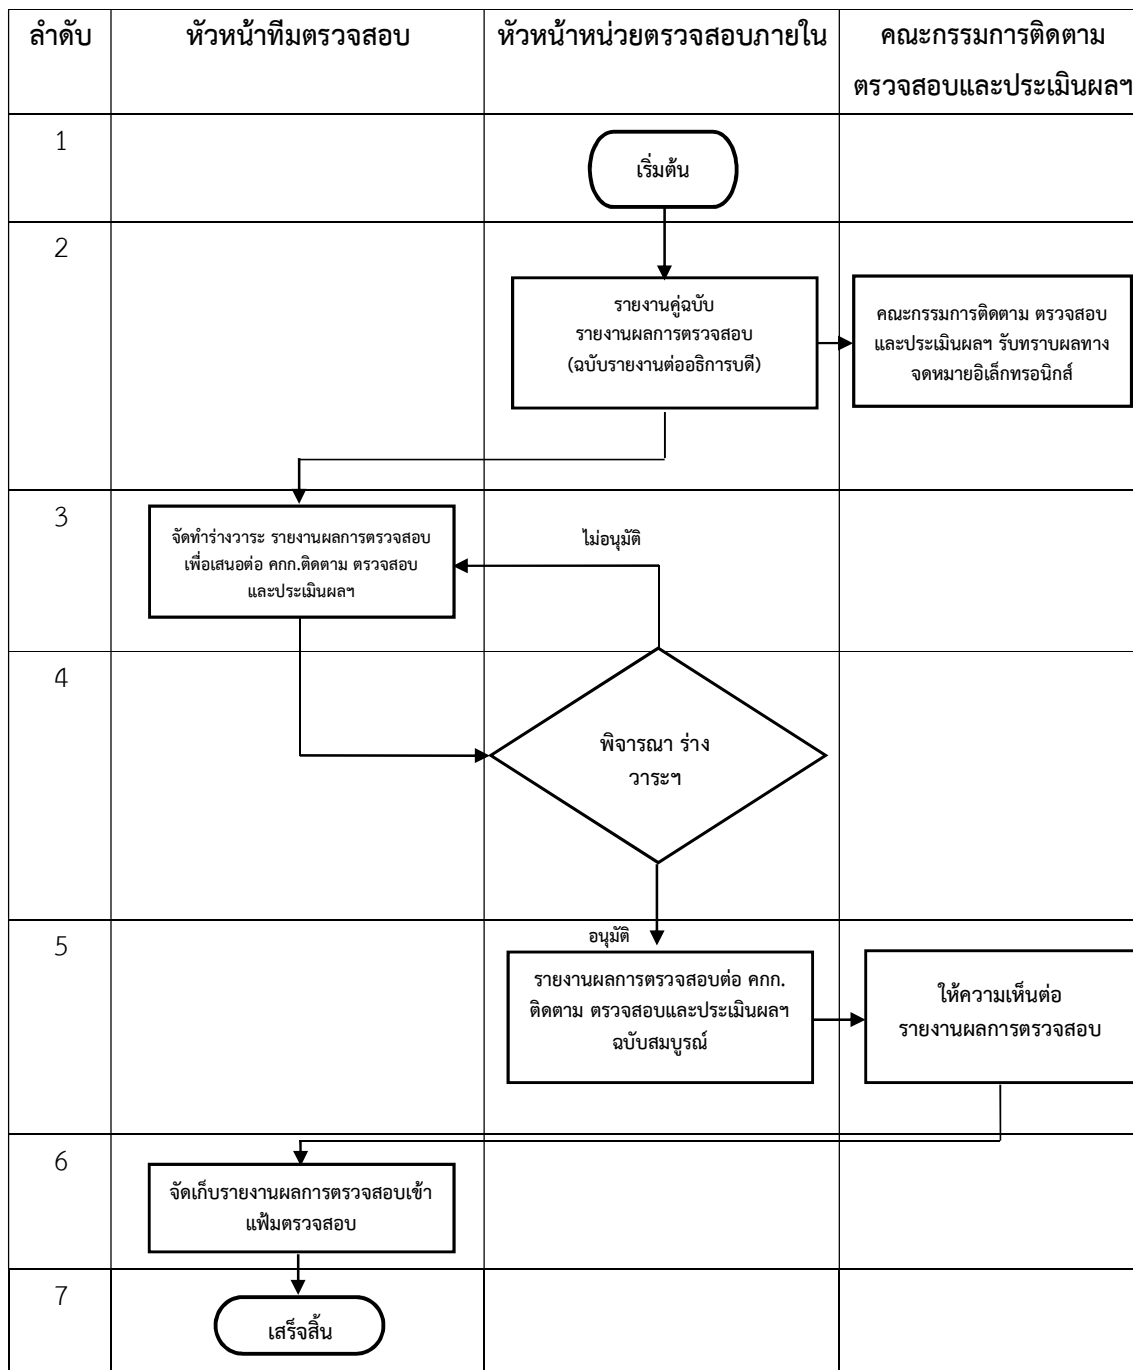 ลำดับ
หัวหน้าทีมตรวจสอบ
หัวหน้าหน่วยตรวจสอบภายใน
คณะกรรมการติดตาม
ตรวจสอบและประเมินผลฯ
1
เริ่มต้น
2
รายงานคู่ฉบับ
รายงานผลการตรวจสอบ
(ฉบับรายงานต่ออธิการบดี)
คณะกรรมการติดตาม ตรวจสอบ
และประเมินผลฯ รับทราบผลทาง
จดหมายอิเล็กทรอนิกส์
3
จัดทำร่างวาระ รายงานผลการตรวจสอบ
เพื่อเสนอต่อ คกก.ติดตาม ตรวจสอบ
และประเมินผลฯ
ไม่อนุมัติ
4
พิจารณา ร่าง
วาระฯ
5
อนุมัติ
รายงานผลการตรวจสอบต่อ คกก.
ติดตาม ตรวจสอบและประเมินผลฯ
ฉบับสมบูรณ์
ให้ความเห็นต่อ
รายงานผลการตรวจสอบ
6
จัดเก็บรายงานผลการตรวจสอบเข้า
แฟ้มตรวจสอบ
7
เสร็จสิ้น